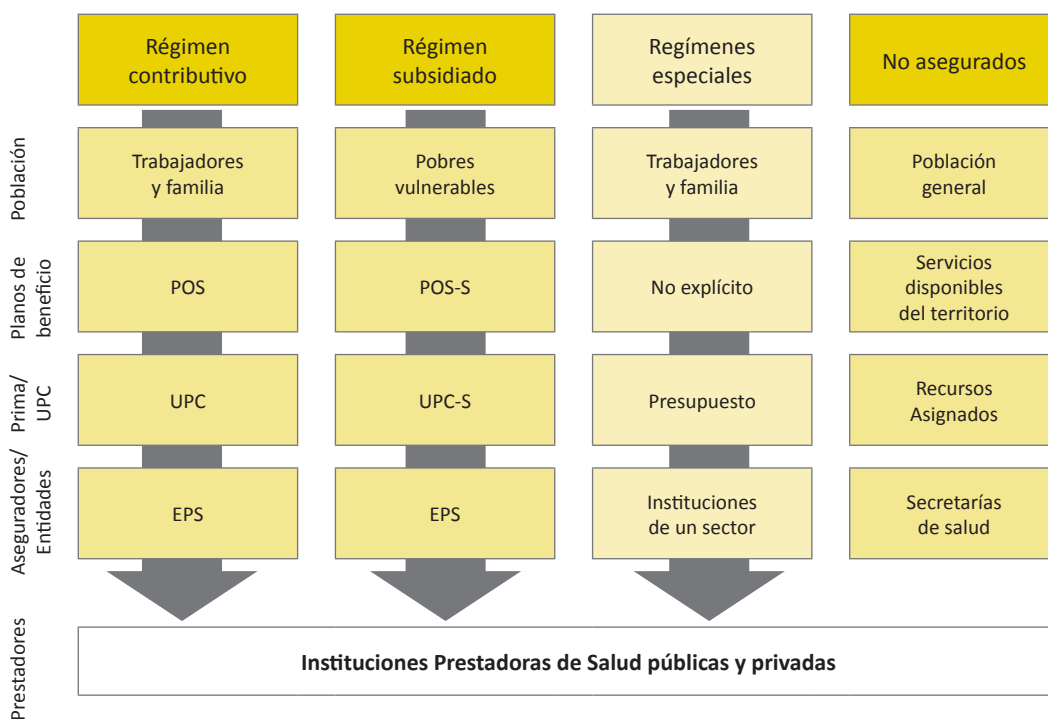 Régimen
contributivo
Régimen
subsidiado
Regímenes
especiales
No asegurados
Población
Trabajadores
y familia
Pobres
vulnerables
Trabajadores
y familia
Población
general
Planos de
beneficio
POS
POS-S
No explícito
Servicios
disponibles
del territorio
Prima/
UPC
UPC
UPC-S
Presupuesto
Recursos
Asignados
Aseguradores/
Entidades
EPS
EPS
Instituciones
de un sector
Secretarías
de salud
Prestadores
Instituciones Prestadoras de Salud públicas y privadas